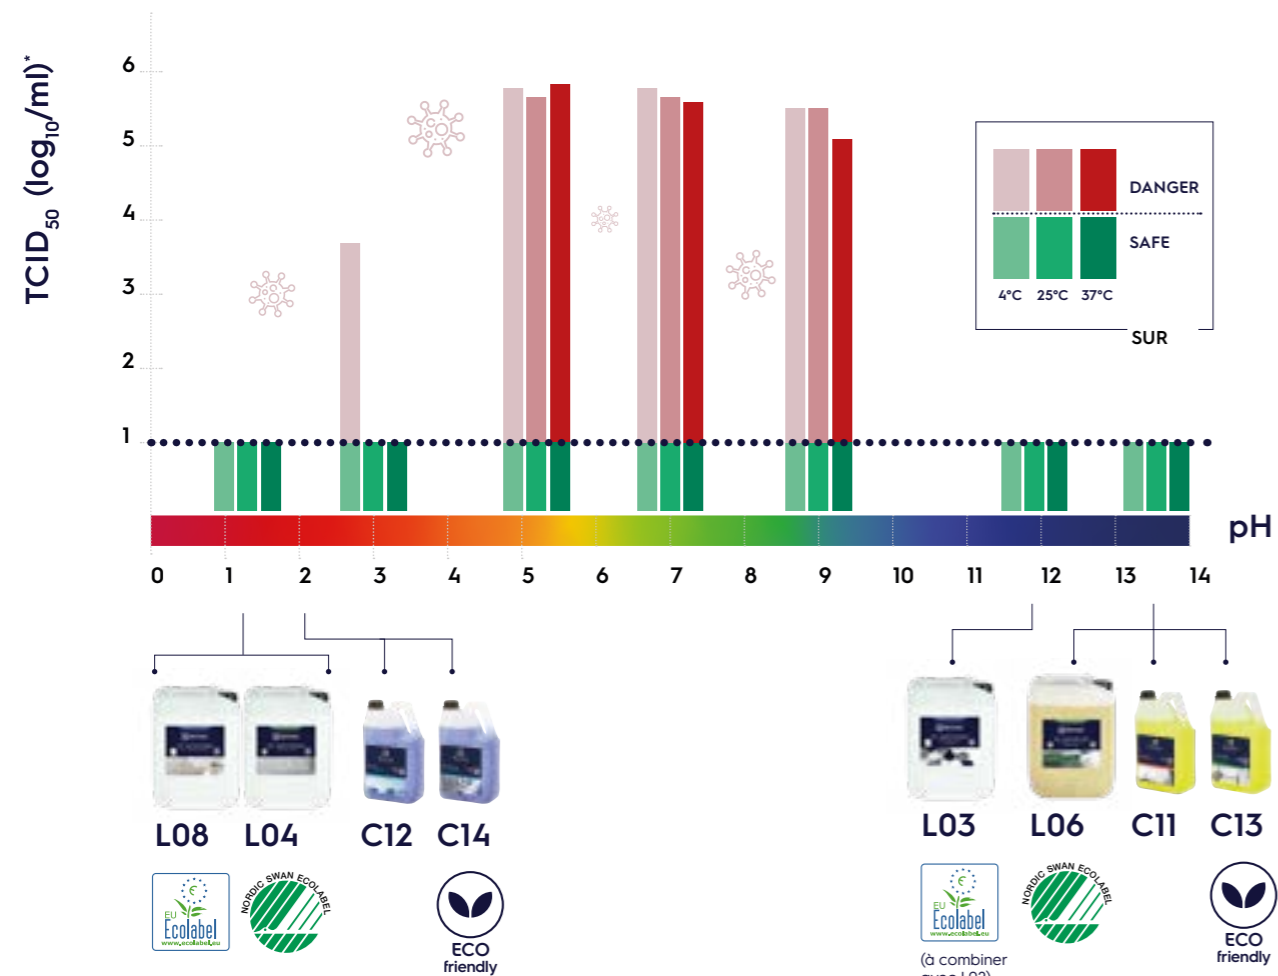 TCID50 (log10/ml)*
6
5
4
3
2
1
DANGER
SAFE
4°C 25°C 37°C
SUR
pH
0 1 2 3 4 5 6 7 8 9 10 11 12 13 14
L08 L04 C12 C14
L03 L06 C11 C13
EU
Ecolabel
www.ecolabel.eu
NORDIC SWAN ECOLABEL
ECO
friendly
EU
Ecolabel
www.ecolabel.eu
NORDIC SWAN ECOLABEL
ECO
friendly
(à combiner